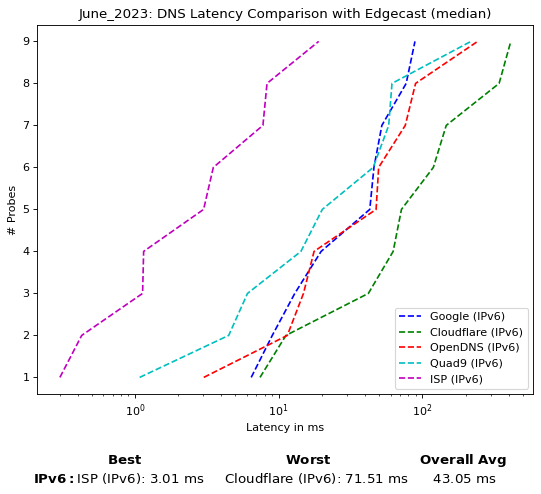 June_2023: DNS Latency Comparison with Edgecast (median)
9
8
7
6
5
4
3
2
1
# Probes
10⁰ 10¹ 10²
Latency in ms
Google (IPv6)
Cloudflare (IPv6)
OpenDNS (IPv6)
Quad9 (IPv6)
ISP (IPv6)
Best Worst Overall Avg
IPv6: ISP (IPv6): 3.01 ms Cloudflare (IPv6): 71.51 ms 43.05 ms